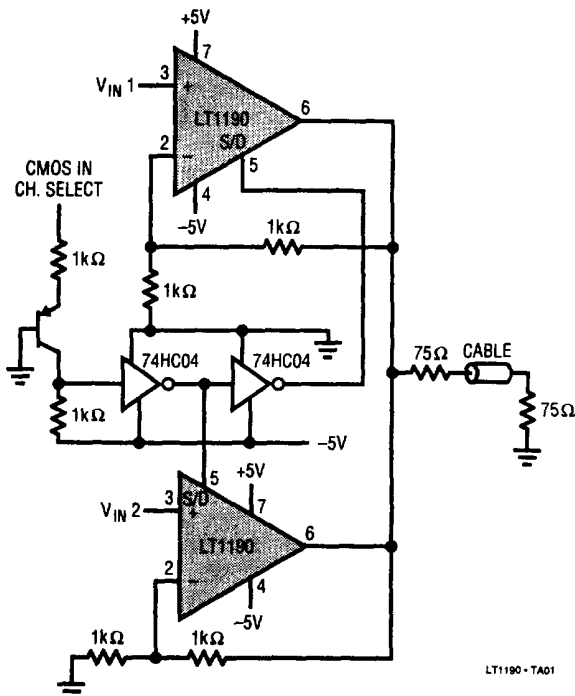 +5V
7
3
V_IN 1
+
6
LT1190
S/D
2
−
5
CMOS IN
CH. SELECT
4
−5V
1kΩ
1kΩ
1kΩ
74HC04
74HC04
75Ω
CABLE
1kΩ
75Ω
−5V
+5V
5
S/D
7
3
V_IN 2
+
6
LT1190
2
−
4
−5V
1kΩ
1kΩ
LT1190 • TA01